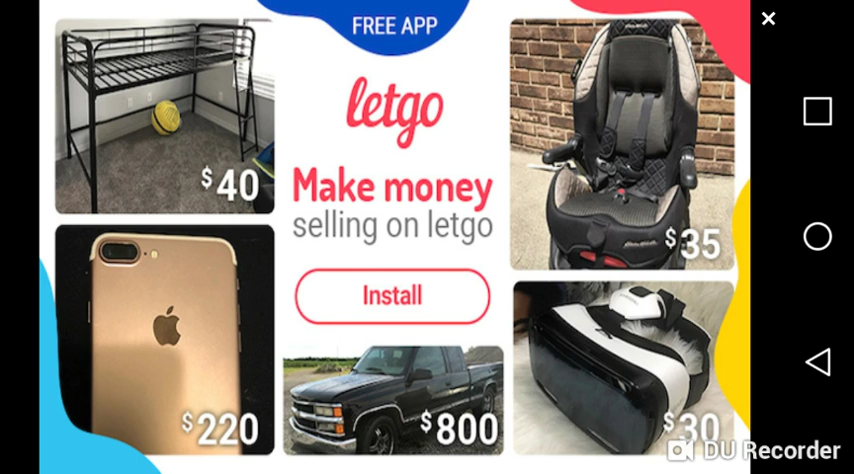 FREE APP
letgo
Make money
selling on letgo
Install
$40
$35
$220
$800
$30
DU Recorder